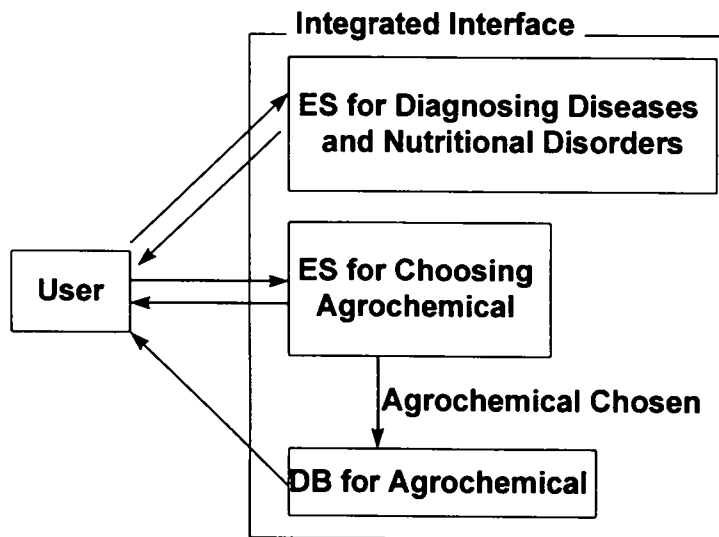 Integrated Interface
ES for Diagnosing Diseases
and Nutritional Disorders
User
ES for Choosing
Agrochemical
Agrochemical Chosen
DB for Agrochemical